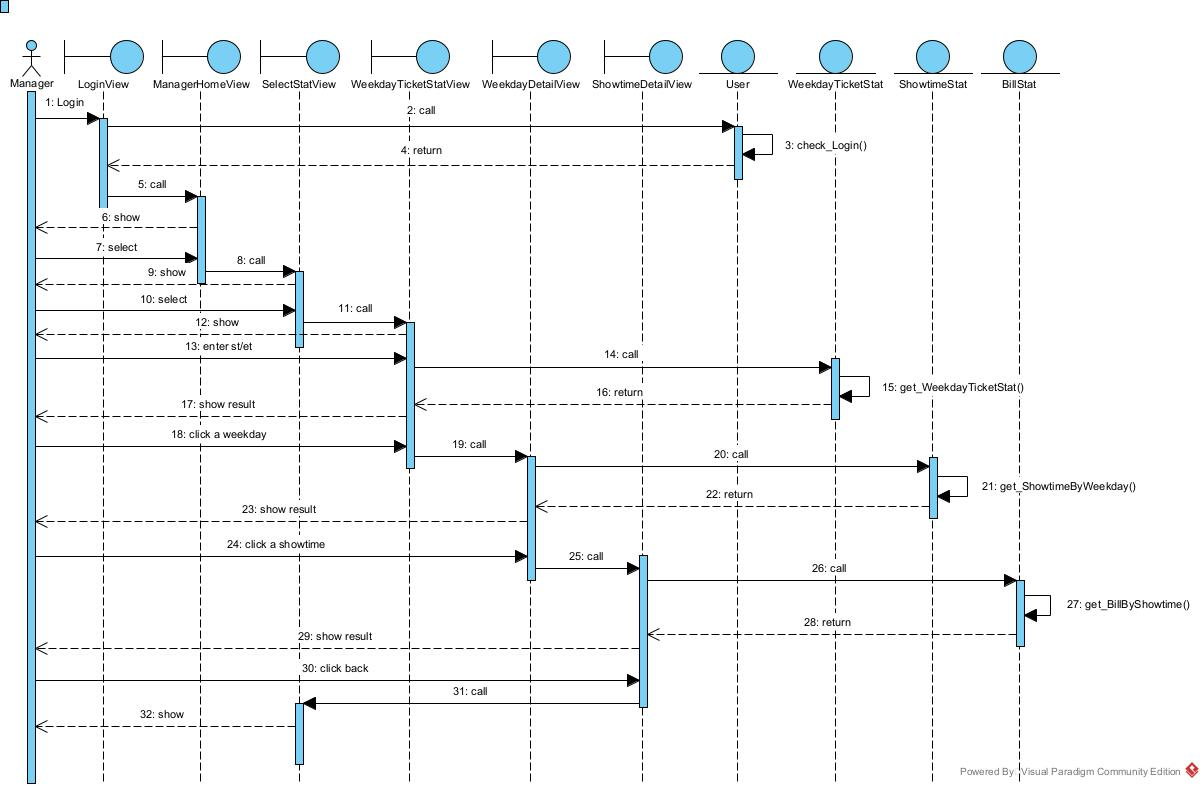 Manager
LoginView
ManagerHomeView
SelectStatView
WeekdayTicketStatView
WeekdayDetailView
ShowtimeDetailView
User
WeekdayTicketStat
ShowtimeStat
BillStat
1: Login
2: call
3: check_Login()
4: return
5: call
6: show
7: select
8: call
9: show
10: select
11: call
12: show
13: enter st/et
14: call
15: get_WeekdayTicketStat()
16: return
17: show result
18: click a weekday
19: call
20: call
21: get_ShowtimeByWeekday()
22: return
23: show result
24: click a showtime
25: call
26: call
27: get_BillByShowtime()
28: return
29: show result
30: click back
31: call
32: show
Powered By: Visual Paradigm Community Edition